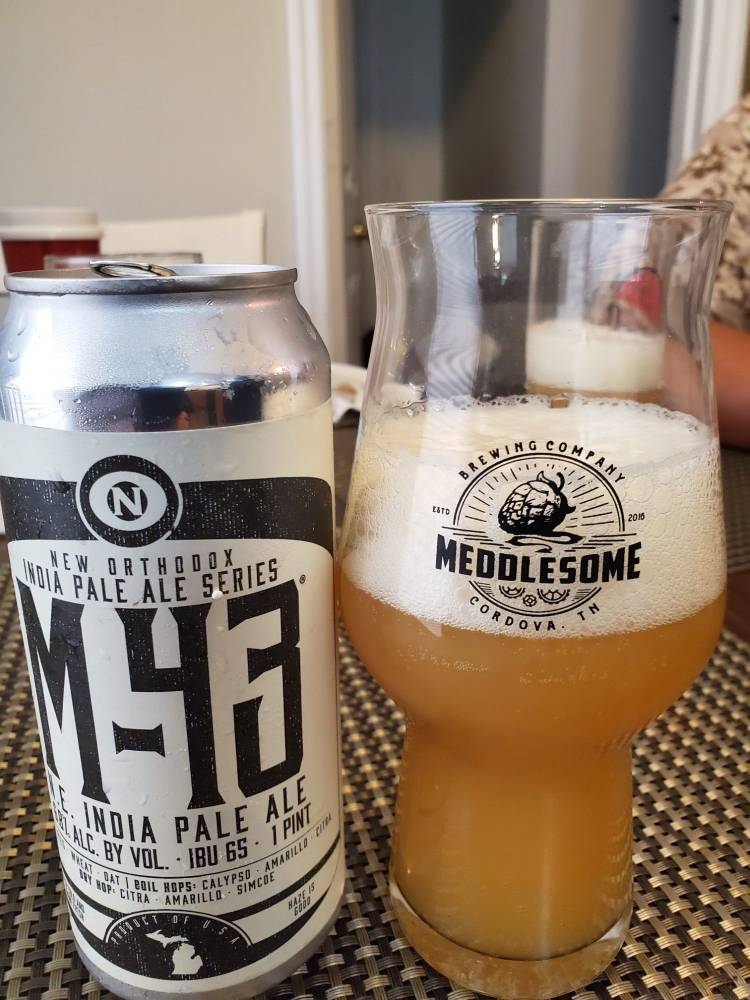 N
NEW ORTHODOX
INDIA PALE ALE SERIES
M-43®
N.E. INDIA PALE ALE
ALC. BY VOL. · IBU 65 · 1 PINT
WHEAT · OAT | BOIL HOPS: CALYPSO · AMARILLO · CITRA
DRY HOP: CITRA · AMARILLO · SIMCOE
HAZE IS
GOOD
PRODUCT OF U.S.A.
BREWING COMPANY
ESTD 2016
MEDDLESOME
CORDOVA, TN